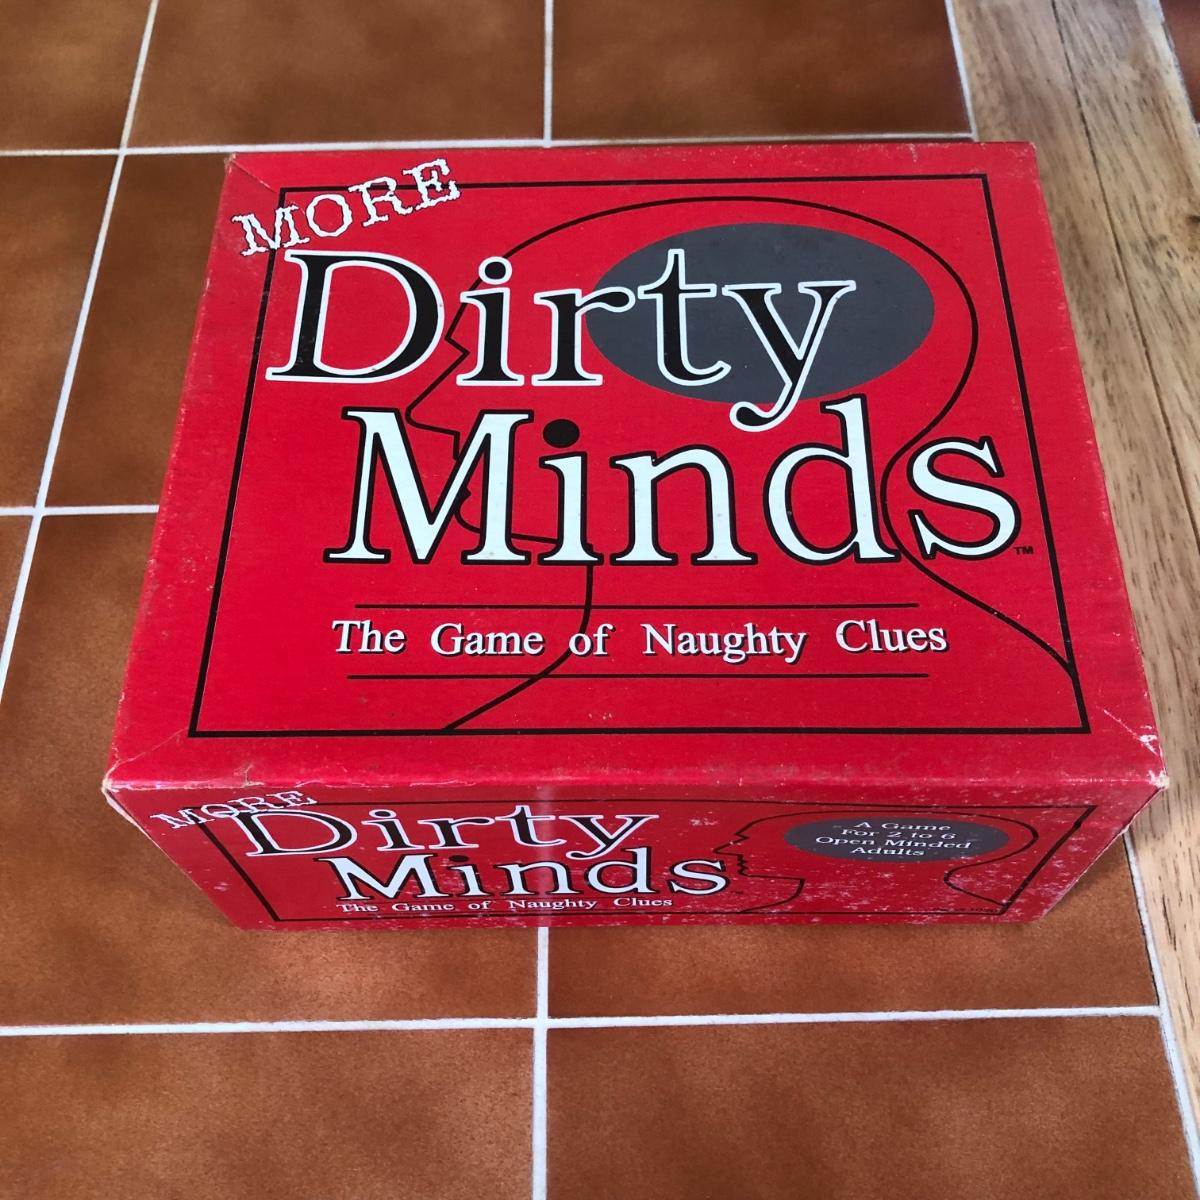 MORE
Dirty
Minds
TM
The Game of Naughty Clues
MORE
Dirty
Minds
The Game of Naughty Clues
A Game
For 2 to 6
Open Minded
Adults